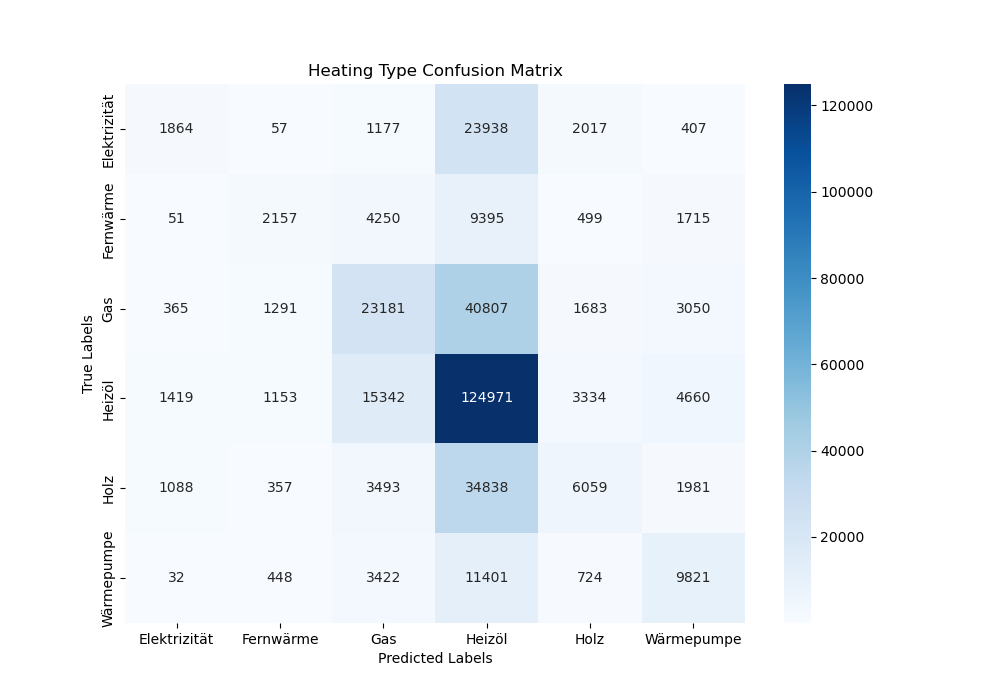 Heating Type Confusion Matrix
True Labels
Elektrizität 1864 57 1177 23938 2017 407
Fernwärme 51 2157 4250 9395 499 1715
Gas 365 1291 23181 40807 1683 3050
Heizöl 1419 1153 15342 124971 3334 4660
Holz 1088 357 3493 34838 6059 1981
Wärmepumpe 32 448 3422 11401 724 9821
Elektrizität Fernwärme Gas Heizöl Holz Wärmepumpe
Predicted Labels
120000
100000
80000
60000
40000
20000